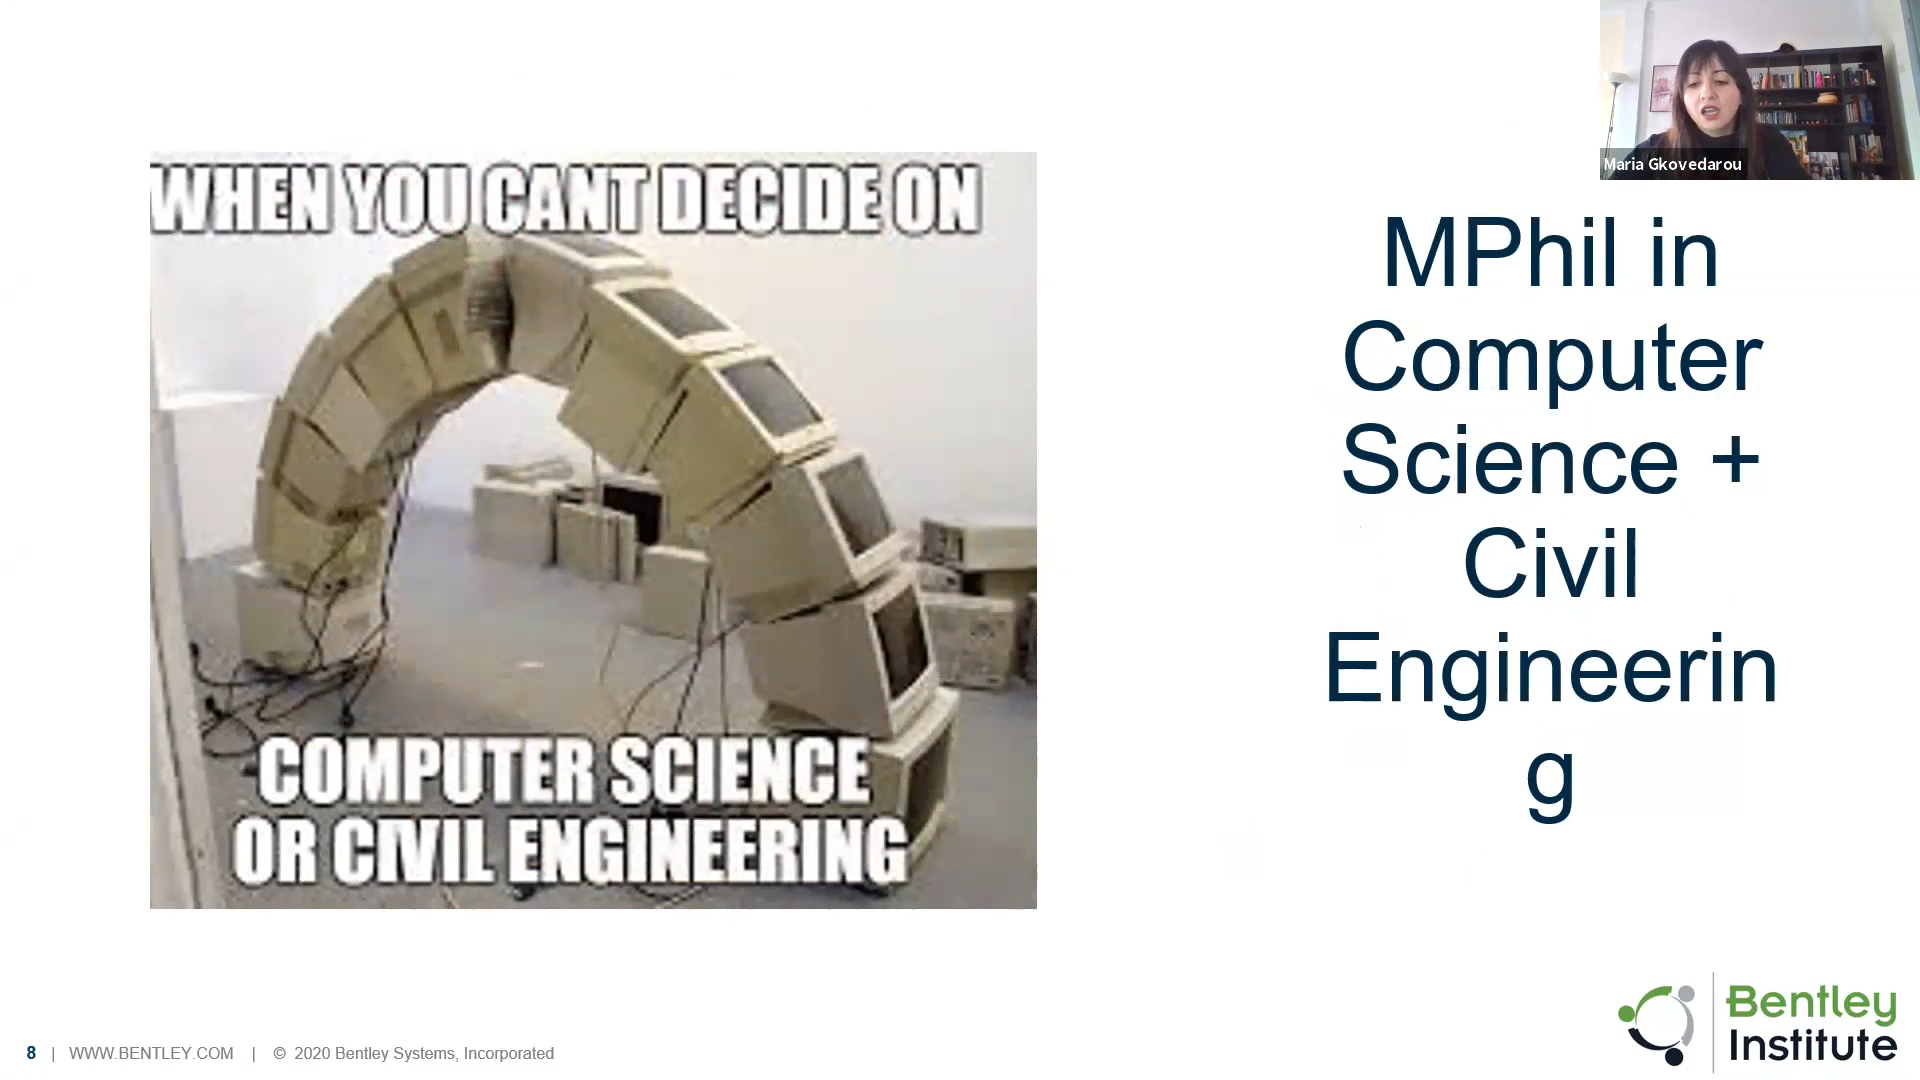 Maria Gkovedarou
WHEN YOU CANT DECIDE ON
COMPUTER SCIENCE
OR CIVIL ENGINEERING
MPhil in
Computer
Science +
Civil
Engineerin
g
8 | WWW.BENTLEY.COM | © 2020 Bentley Systems, Incorporated
Bentley
Institute